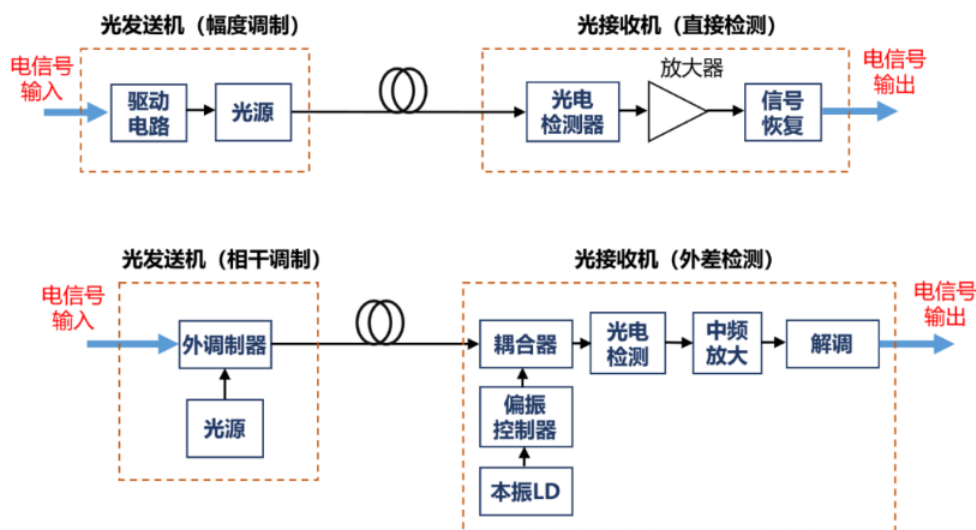 光发送机（幅度调制）
光接收机（直接检测）
电信号
输入
驱动
电路
光源
光电
检测器
放大器
信号
恢复
电信号
输出
光发送机（相干调制）
光接收机（外差检测）
电信号
输入
外调制器
光源
耦合器
光电
检测
中频
放大
解调
电信号
输出
偏振
控制器
本振LD